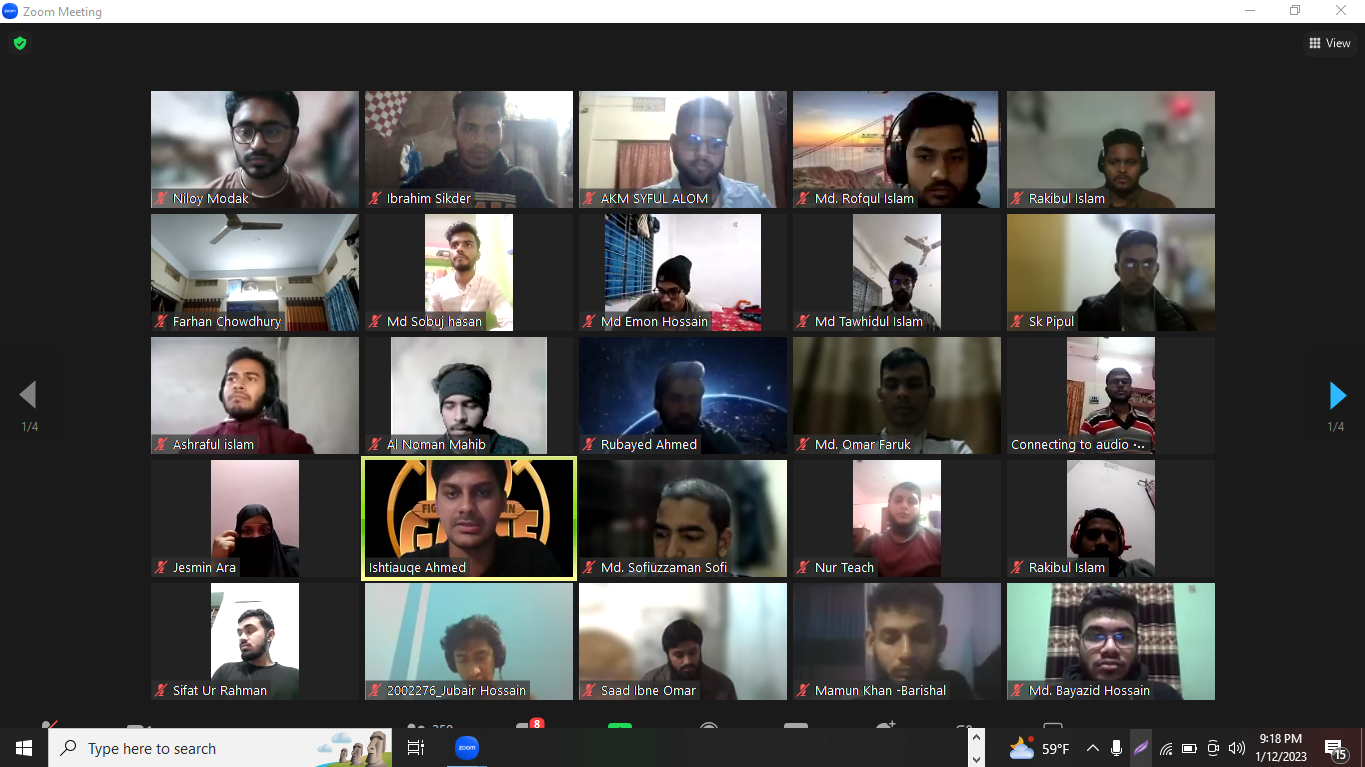 Zoom Meeting
View
Niloy Modak
Ibrahim Sikder
AKM SYFUL ALOM
Md. Rofqul Islam
Rakibul Islam
Farhan Chowdhury
Md Sobuj hasan
Md Emon Hossain
Md Tawhidul Islam
Sk Pipul
1/4
1/4
Ashraful islam
Al Noman Mahib
Rubayed Ahmed
Md. Omar Faruk
Connecting to audio ·...
Jesmin Ara
Ishtiauqe Ahmed
Md. Sofiuzzaman Sofi
Nur Teach
Rakibul Islam
Sifat Ur Rahman
2002276_Jubair Hossain
Saad Ibne Omar
Mamun Khan -Barishal
Md. Bayazid Hossain
8
Type here to search
zoom
59°F
9:18 PM
1/12/2023
15